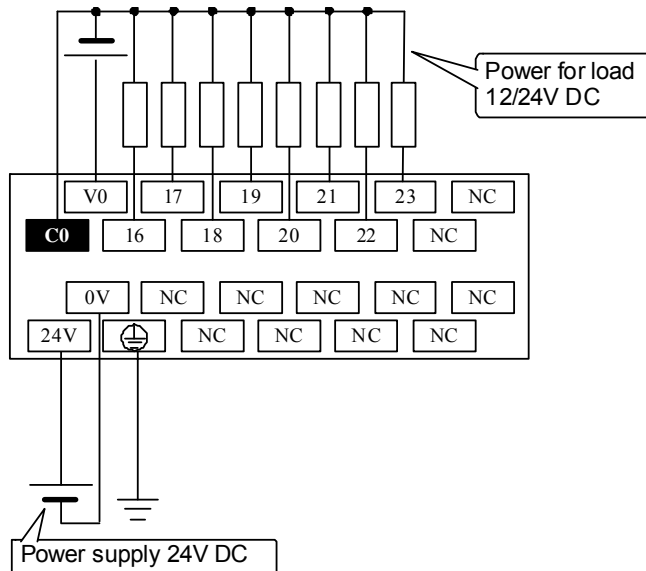 Power for load
12/24V DC
V0 17 19 21 23 NC
C0 16 18 20 22 NC
0V NC NC NC NC NC
24V NC NC NC NC
Power supply 24V DC